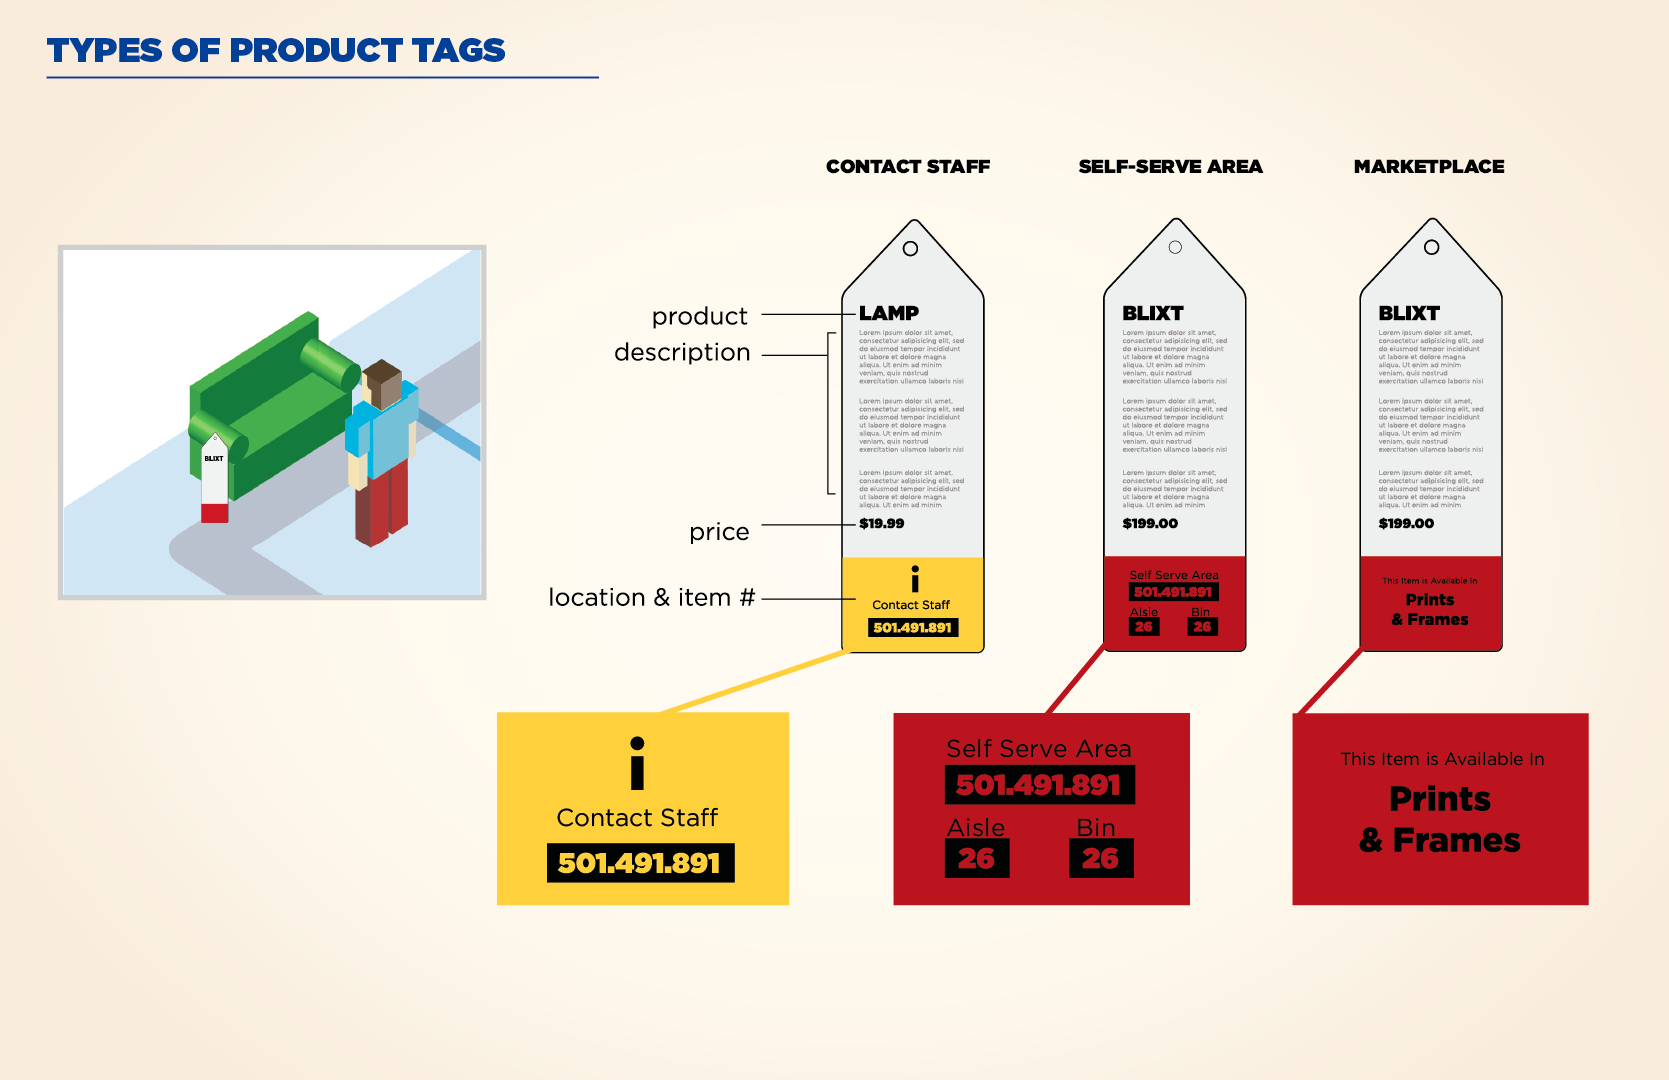 TYPES OF PRODUCT TAGS
CONTACT STAFF
SELF-SERVE AREA
MARKETPLACE
BLIXT
product
description
price
location & item #
LAMP
Lorem ipsum dolor sit amet,
consectetur adipisicing elit, sed
do eiusmod tempor incididunt
ut labore et dolore magna
aliqua. Ut enim ad minim
veniam, quis nostrud
exercitation ullamco laboris nisi
Lorem ipsum dolor sit amet,
consectetur adipisicing elit, sed
do eiusmod tempor incididunt
ut labore et dolore magna
aliqua. Ut enim ad minim
veniam, quis nostrud
exercitation ullamco laboris nisi
Lorem ipsum dolor sit amet,
consectetur adipisicing elit, sed
do eiusmod tempor incididunt
ut labore et dolore magna
aliqua. Ut enim ad minim
$19.99
i
Contact Staff
501.491.891
BLIXT
Lorem ipsum dolor sit amet,
consectetur adipisicing elit, sed
do eiusmod tempor incididunt
ut labore et dolore magna
aliqua. Ut enim ad minim
veniam, quis nostrud
exercitation ullamco laboris nisi
Lorem ipsum dolor sit amet,
consectetur adipisicing elit, sed
do eiusmod tempor incididunt
ut labore et dolore magna
aliqua. Ut enim ad minim
veniam, quis nostrud
exercitation ullamco laboris nisi
Lorem ipsum dolor sit amet,
consectetur adipisicing elit, sed
do eiusmod tempor incididunt
ut labore et dolore magna
aliqua. Ut enim ad minim
$199.00
Self Serve Area
501.491.891
Aisle Bin
26 26
BLIXT
Lorem ipsum dolor sit amet,
consectetur adipisicing elit, sed
do eiusmod tempor incididunt
ut labore et dolore magna
aliqua. Ut enim ad minim
veniam, quis nostrud
exercitation ullamco laboris nisi
Lorem ipsum dolor sit amet,
consectetur adipisicing elit, sed
do eiusmod tempor incididunt
ut labore et dolore magna
aliqua. Ut enim ad minim
veniam, quis nostrud
exercitation ullamco laboris nisi
Lorem ipsum dolor sit amet,
consectetur adipisicing elit, sed
do eiusmod tempor incididunt
ut labore et dolore magna
aliqua. Ut enim ad minim
$199.00
This Item is Available In
Prints
& Frames
i
Contact Staff
501.491.891
Self Serve Area
501.491.891
Aisle Bin
26 26
This Item is Available In
Prints
& Frames